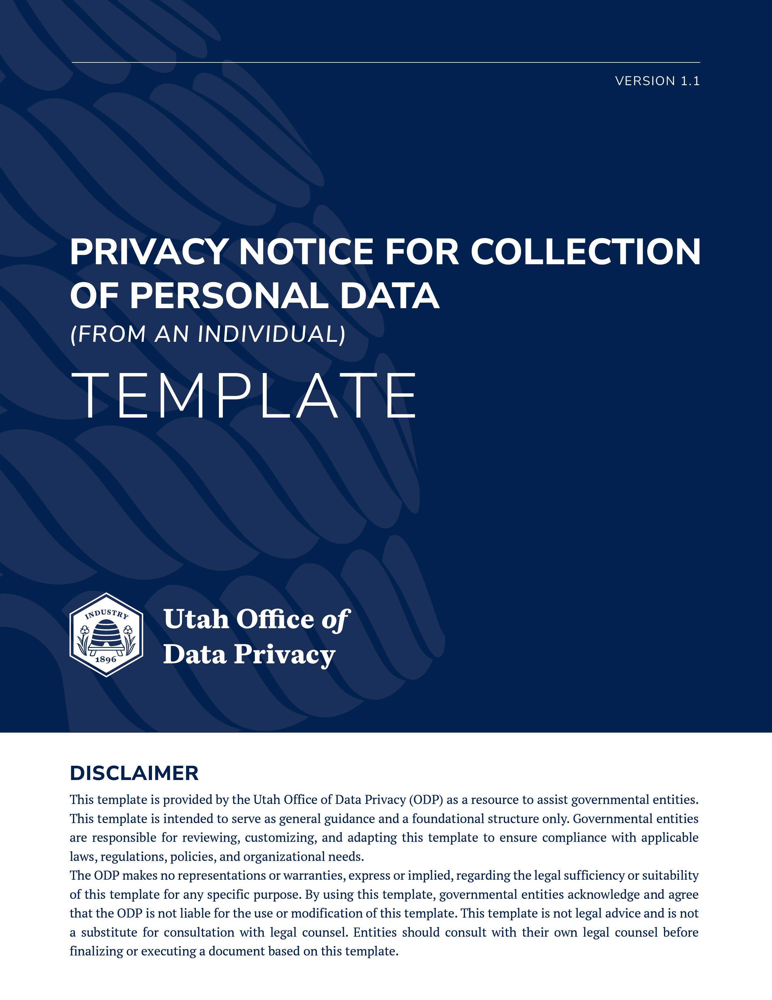 VERSION 1.1
PRIVACY NOTICE FOR COLLECTION
OF PERSONAL DATA
(FROM AN INDIVIDUAL)
TEMPLATE
INDUSTRY
1896
Utah Office of
Data Privacy
DISCLAIMER
This template is provided by the Utah Office of Data Privacy (ODP) as a resource to assist governmental entities.
This template is intended to serve as general guidance and a foundational structure only. Governmental entities
are responsible for reviewing, customizing, and adapting this template to ensure compliance with applicable
laws, regulations, policies, and organizational needs.
The ODP makes no representations or warranties, express or implied, regarding the legal sufficiency or suitability
of this template for any specific purpose. By using this template, governmental entities acknowledge and agree
that the ODP is not liable for the use or modification of this template. This template is not legal advice and is not
a substitute for consultation with legal counsel. Entities should consult with their own legal counsel before
finalizing or executing a document based on this template.